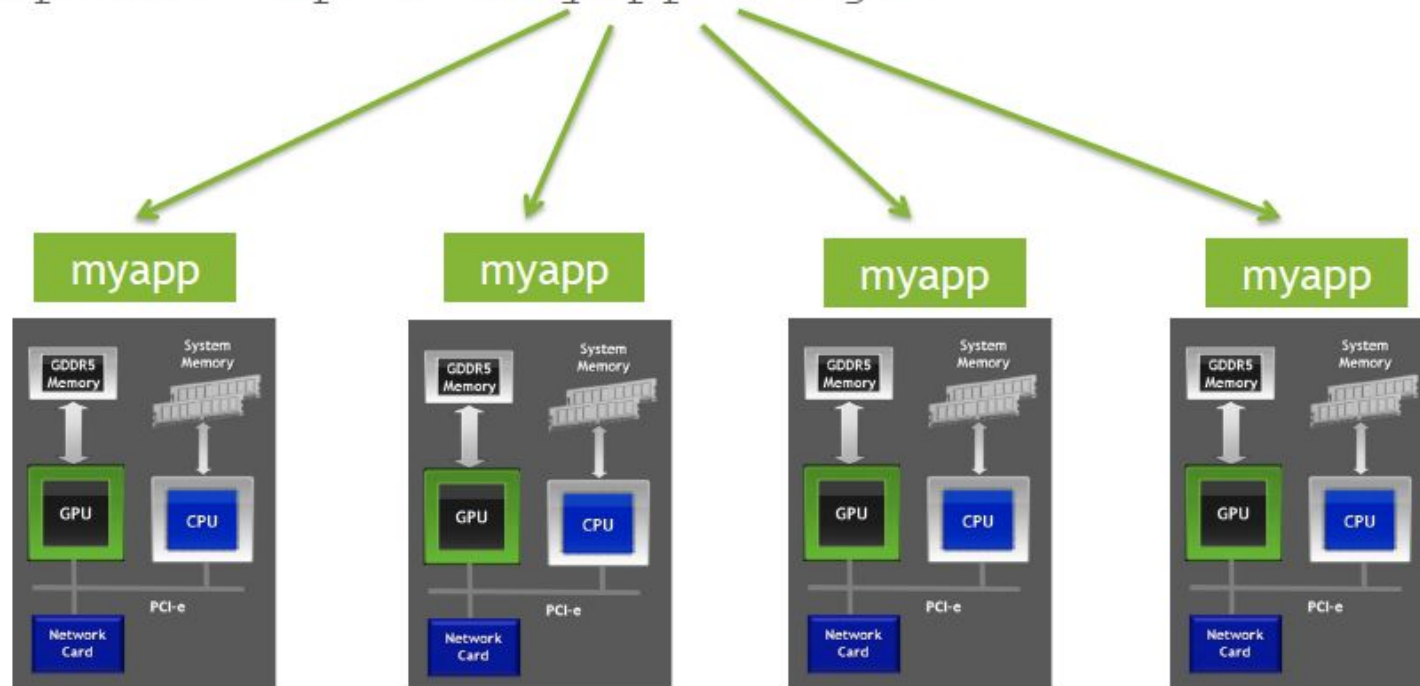 myapp
myapp
myapp
myapp
GDDR5
Memory
System
Memory
GPU
CPU
PCI-e
Network
Card
GDDR5
Memory
System
Memory
GPU
CPU
PCI-e
Network
Card
GDDR5
Memory
System
Memory
GPU
CPU
PCI-e
Network
Card
GDDR5
Memory
System
Memory
GPU
CPU
PCI-e
Network
Card